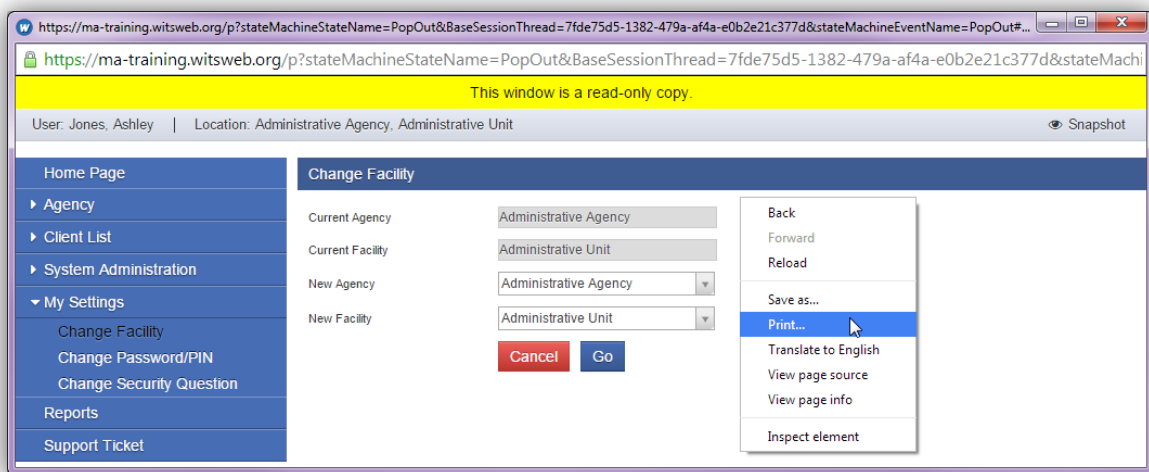 https://ma-training.witsweb.org/p?stateMachineStateName=PopOut&BaseSessionThread=7fde75d5-1382-479a-af4a-e0b2e21c377d&stateMachineEventName=PopOut#...
https://ma-training.witsweb.org/p?stateMachineStateName=PopOut&BaseSessionThread=7fde75d5-1382-479a-af4a-e0b2e21c377d&stateMachi
This window is a read-only copy.
User: Jones, Ashley | Location: Administrative Agency, Administrative Unit Snapshot
Home Page
Agency
Client List
System Administration
My Settings
Change Facility
Change Password/PIN
Change Security Question
Reports
Support Ticket
Change Facility
Current Agency Administrative Agency
Current Facility Administrative Unit
New Agency Administrative Agency
New Facility Administrative Unit
Cancel Go
Back
Forward
Reload
Save as...
Print...
Translate to English
View page source
View page info
Inspect element